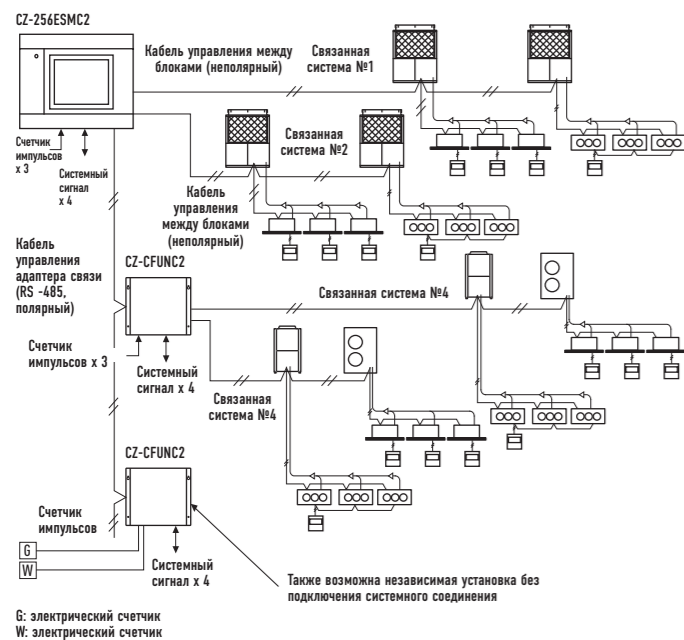 CZ-256ESMC2
Кабель управления между
блоками (неполярный)
Связанная
система №1
Счетчик
импульсов
x 3
Системный
сигнал
x 4
Связанная
система №2
Кабель
управления
между блоками
(неполярный)
Кабель
управления
адаптера связи
(RS -485,
полярный)
CZ-CFUNC2
Связанная система №4
Счетчик
импульсов x 3
Системный
сигнал x 4
Связанная
система №4
CZ-CFUNC2
Счетчик
импульсов
G
W
Системный
сигнал x 4
Также возможна независимая установка без
подключения системного соединения
G: электрический счетчик
W: электрический счетчик